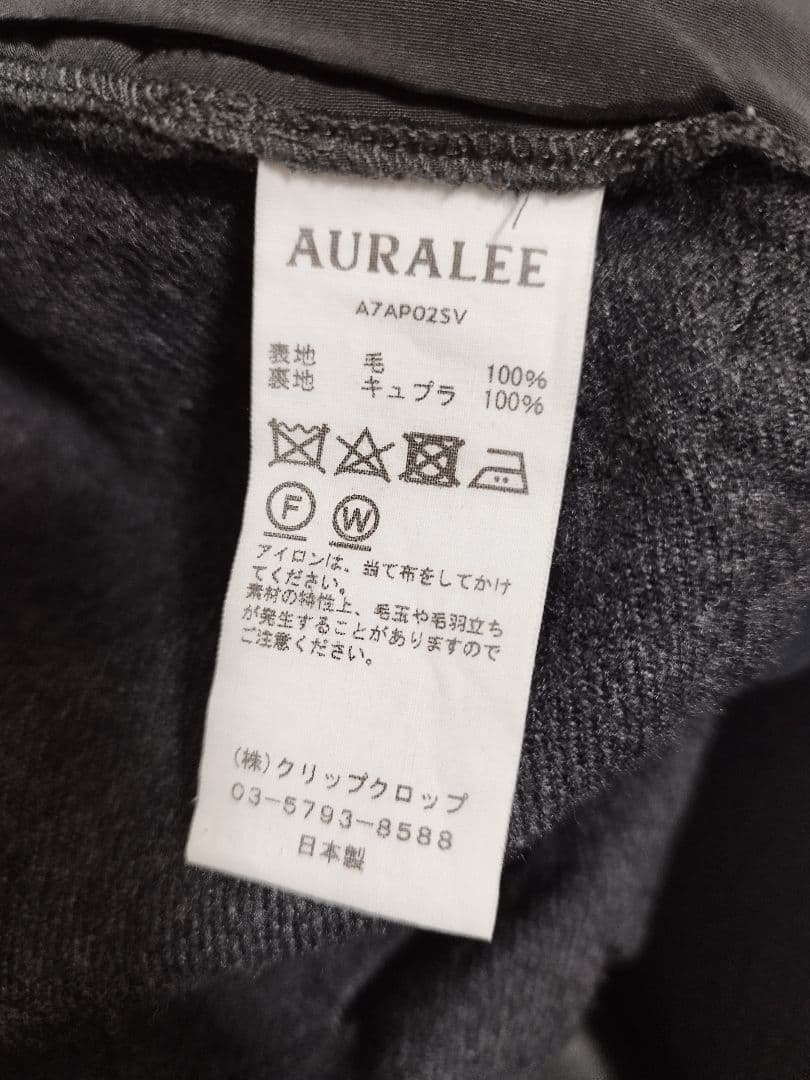 AURALEE
A7AP02SV
表地 毛 100%
裏地 キュプラ 100%
F W
アイロンは、当て布をしてかけ
てください。
素材の特性上、毛玉や毛羽立ち
が発生することがありますので
ご注意ください。
(株)クリップクロップ
03-5793-8588
日本製